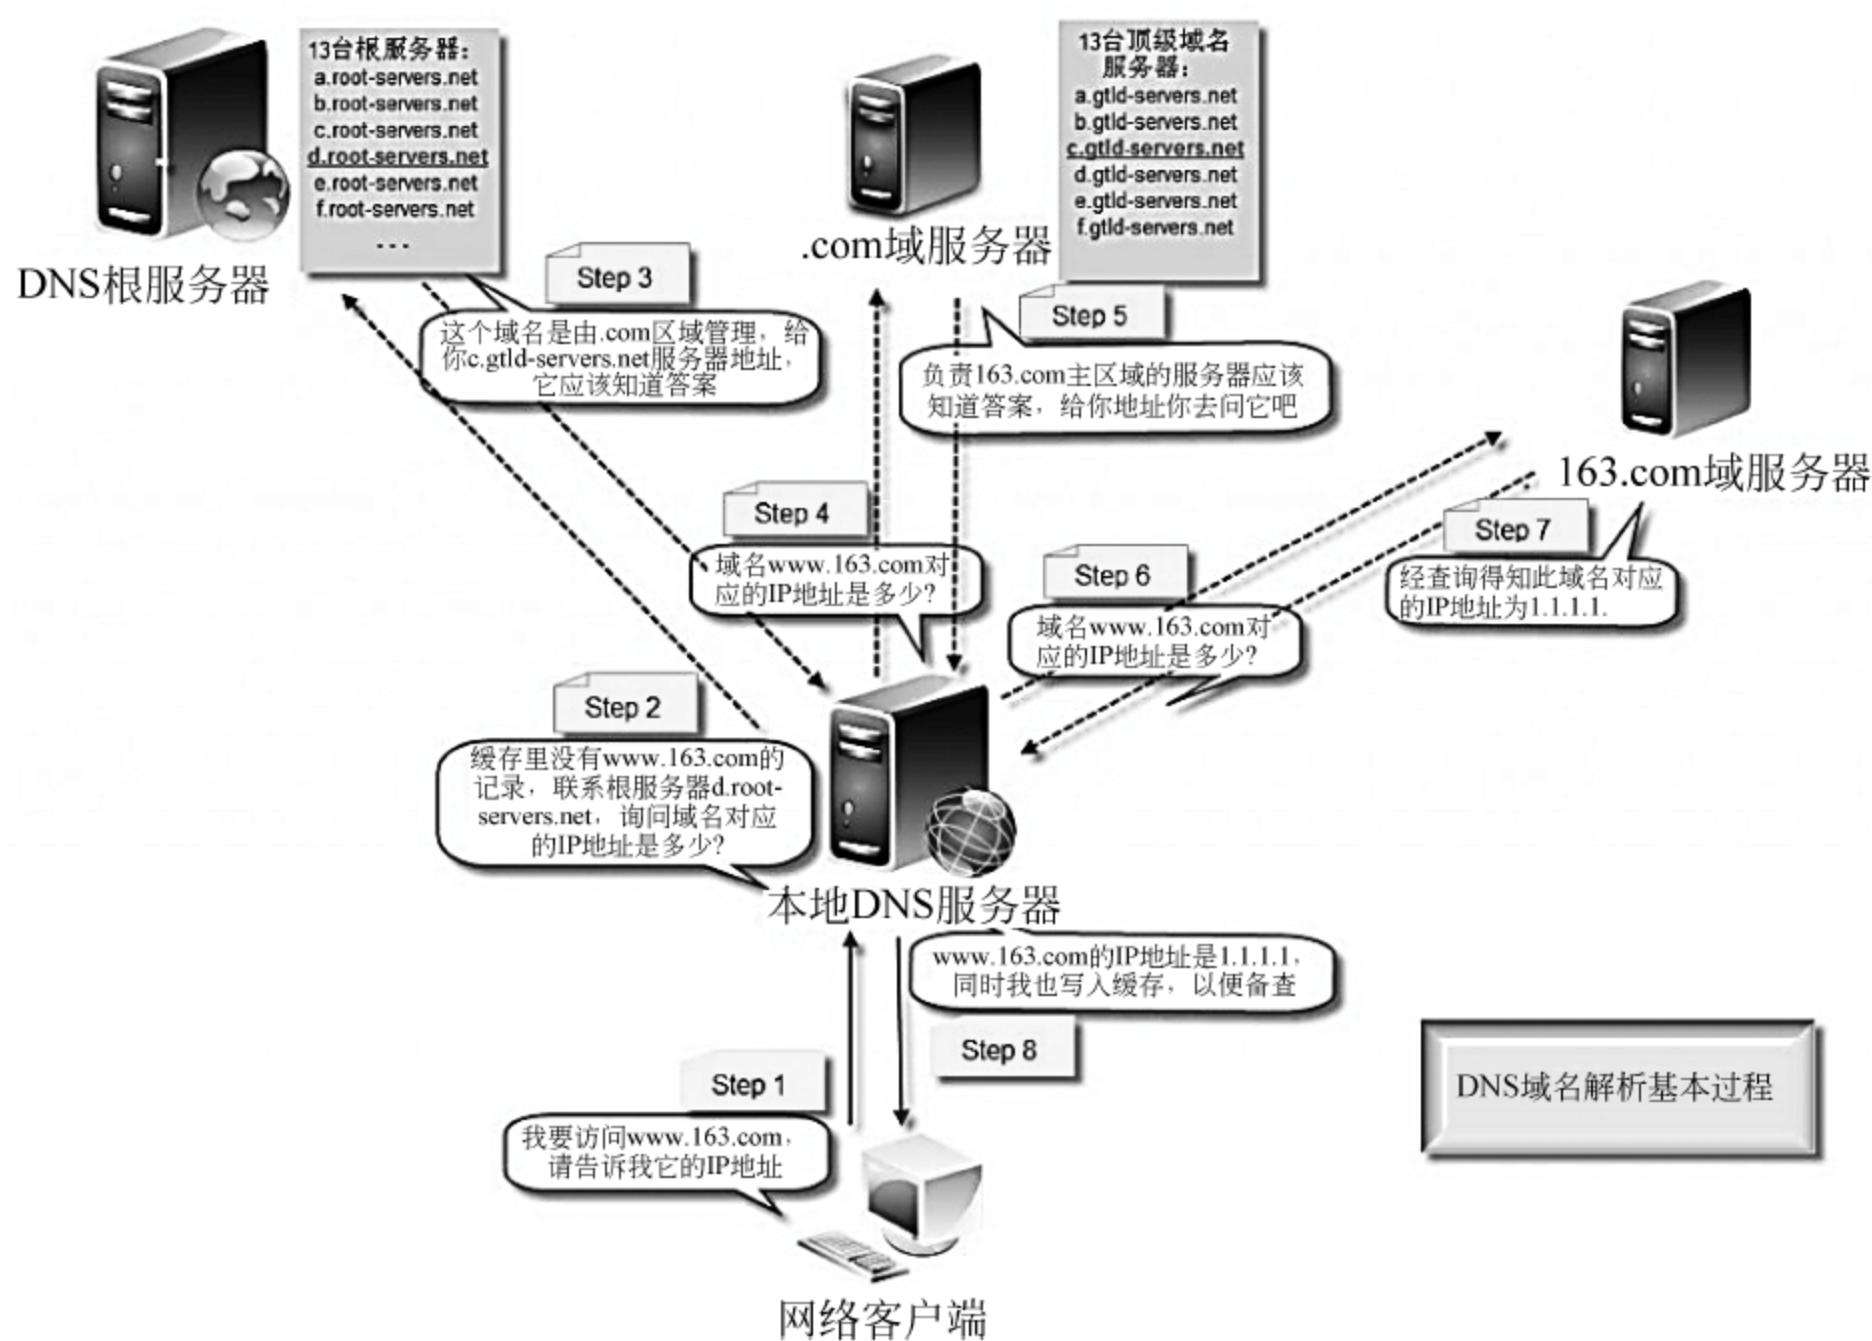 13台根服务器：
a.root-servers.net
b.root-servers.net
c.root-servers.net
d.root-servers.net
e.root-servers.net
f.root-servers.net
...
DNS根服务器
13台顶级域名
服务器：
a.gtld-servers.net
b.gtld-servers.net
c.gtld-servers.net
d.gtld-servers.net
e.gtld-servers.net
f.gtld-servers.net
.com域服务器
Step 3
这个域名是由.com区域管理，给
你c.gtld-servers.net服务器地址，
它应该知道答案
Step 5
负责163.com主区域的服务器应该
知道答案，给你地址你去问它吧
163.com域服务器
Step 4
域名www.163.com对
应的IP地址是多少?
Step 6
域名www.163.com对
应的IP地址是多少?
Step 7
经查询得知此域名对应
的IP地址为1.1.1.1.
Step 2
缓存里没有www.163.com的
记录，联系根服务器d.root-
servers.net，询问域名对应
的IP地址是多少?
本地DNS服务器
www.163.com的IP地址是1.1.1.1，
同时我也写入缓存，以便备查
Step 8
Step 1
我要访问www.163.com，
请告诉我它的IP地址
DNS域名解析基本过程
网络客户端